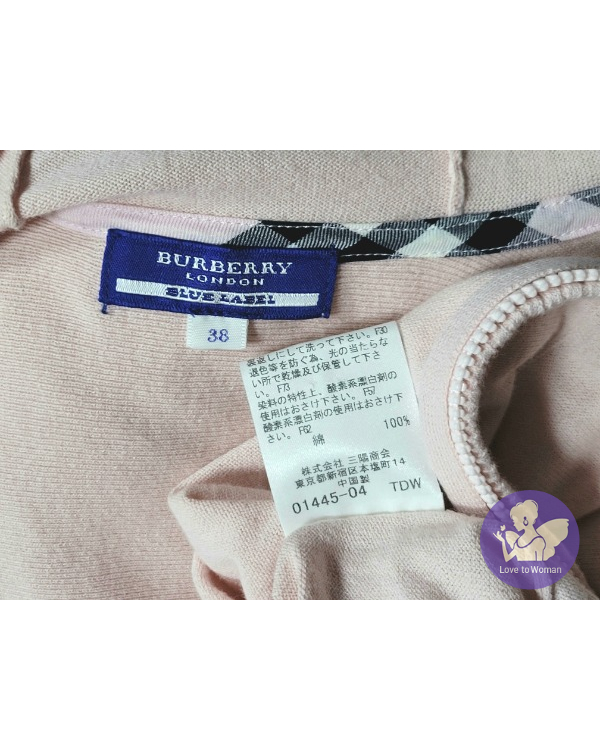 BURBERRY
LONDON
BLUE LABEL
38
裏返しにして洗って下さい。F30
退色等を防ぐ為、光の当たらな
い所で乾燥及び保管して下さ
い。F73
染料の特性上、酸素系漂白剤の
使用はおさけ下さい。F57
酸素系漂白剤の使用はおさけ下
さい。F62
綿 100%
株式会社 三陽商会
東京都新宿区本塩町14
中国製
01445-04 TDW
Love to Woman